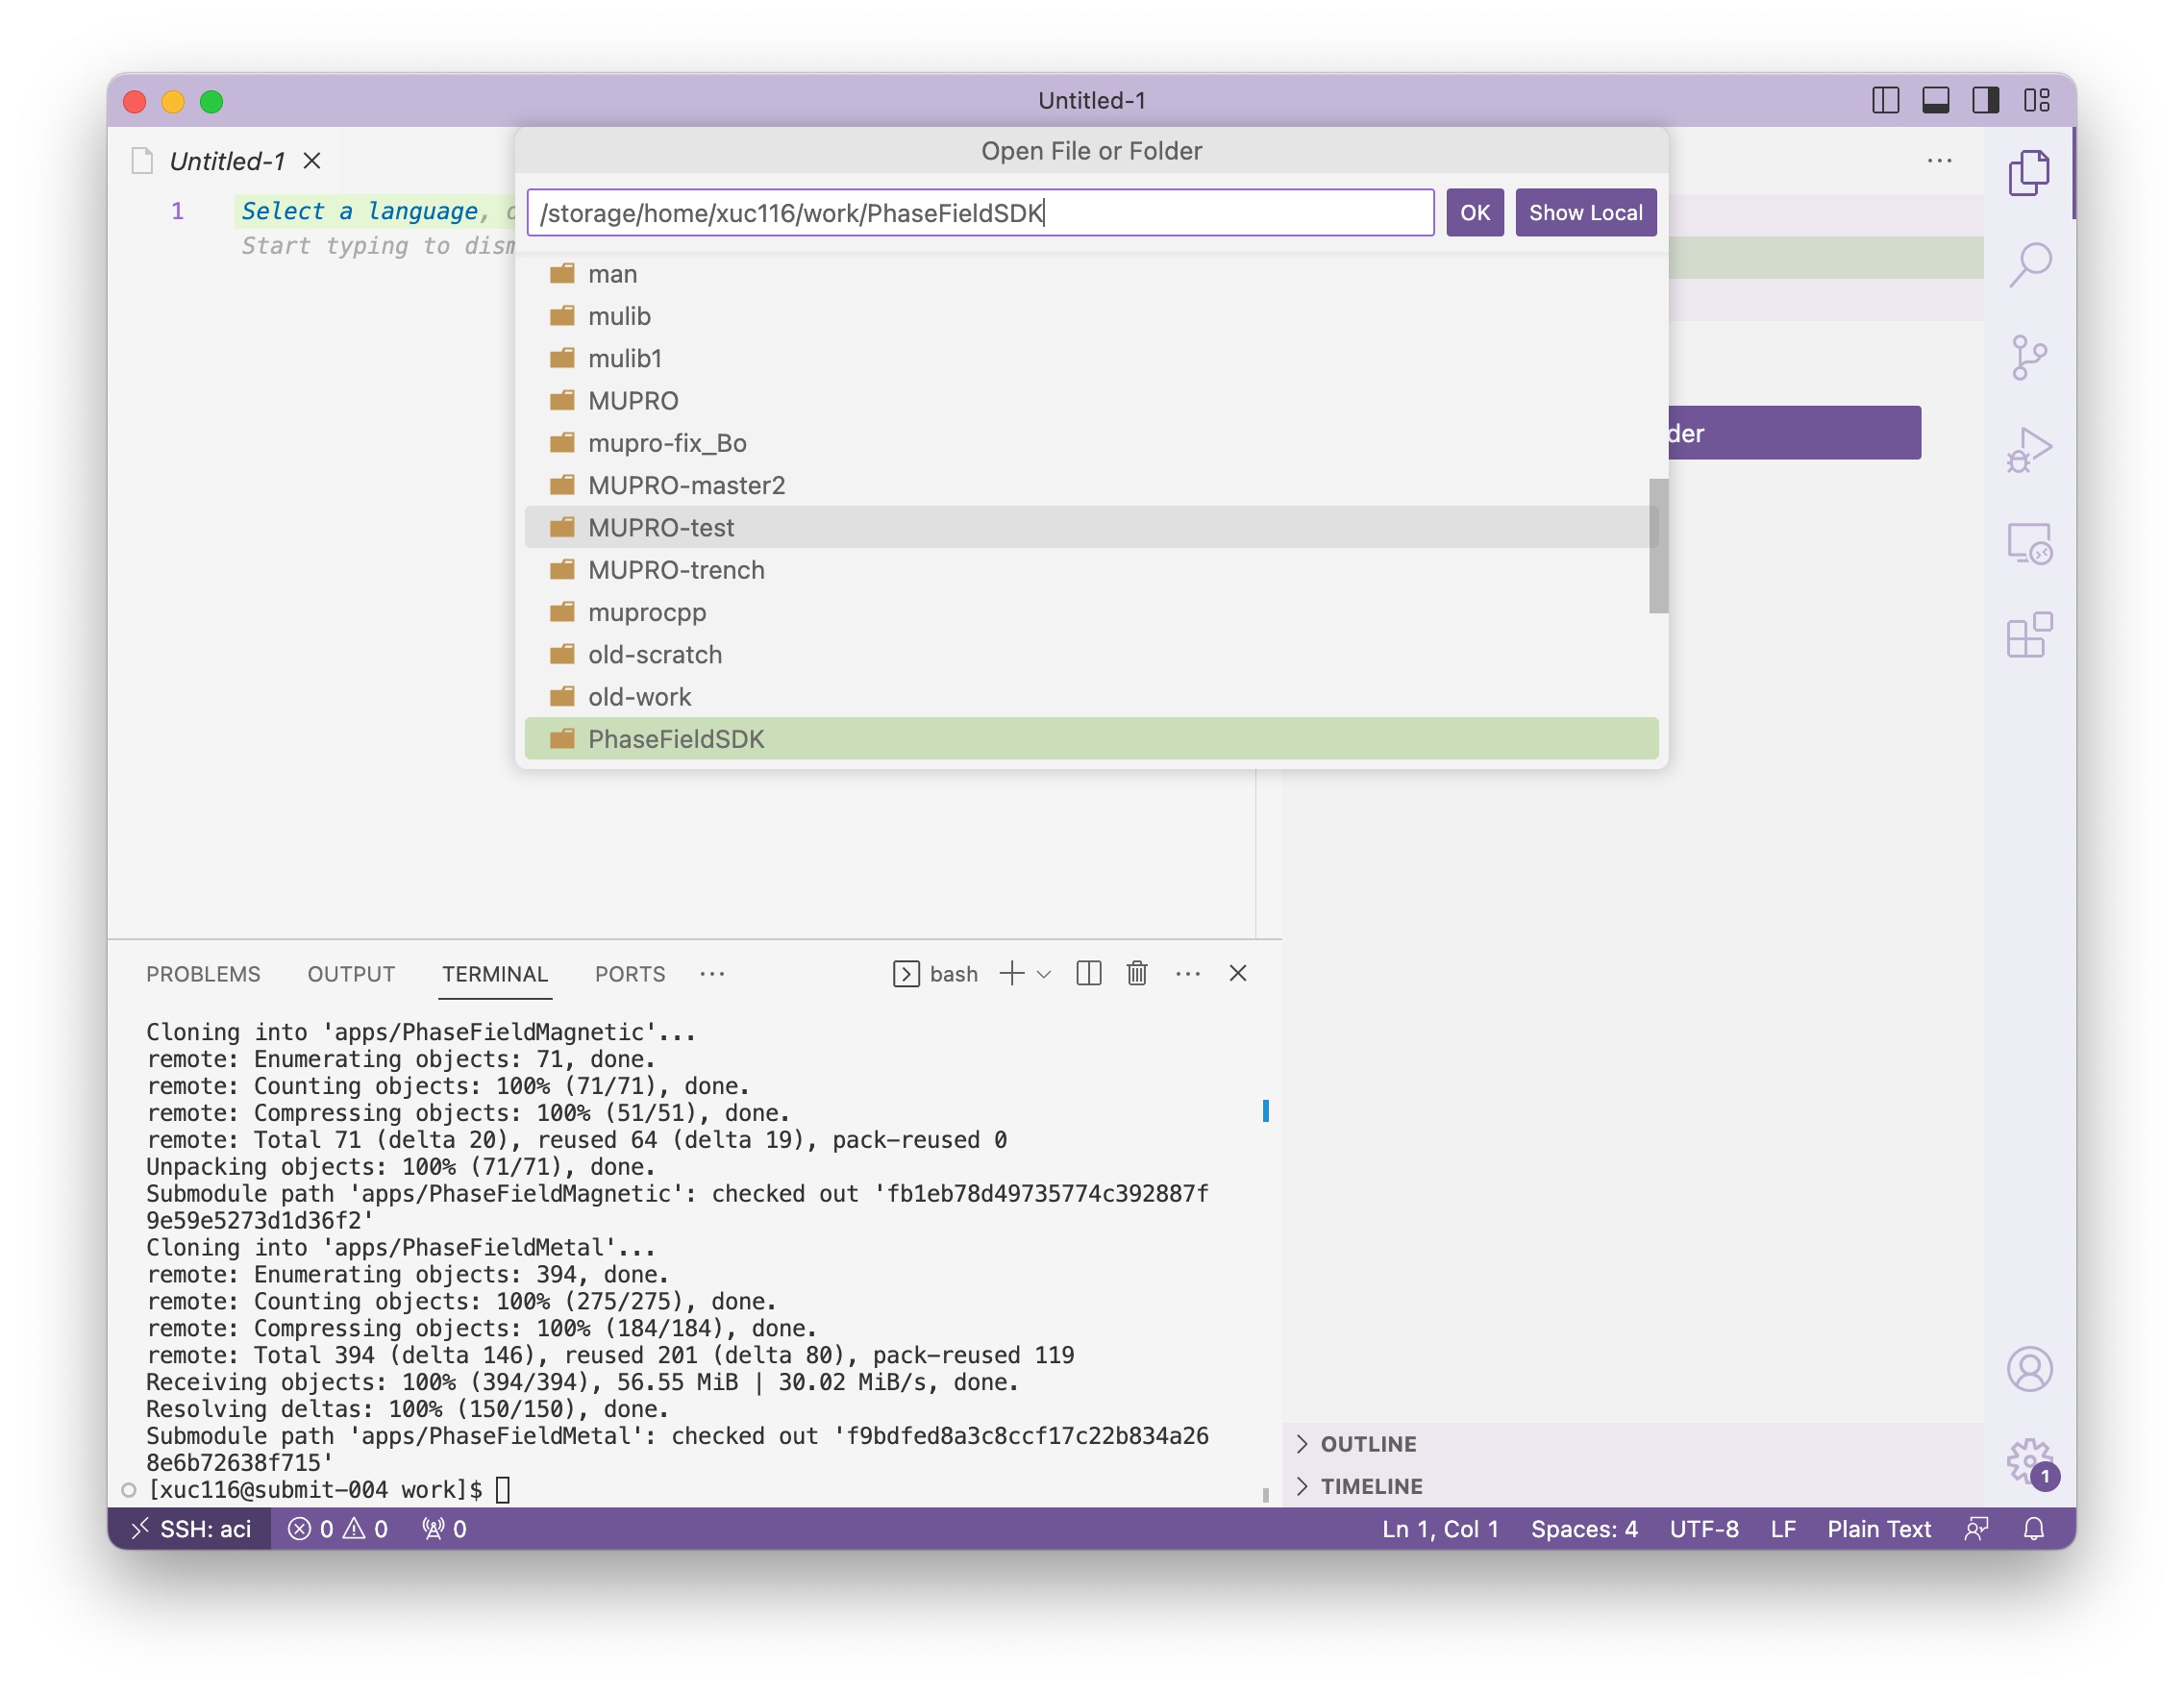 Untitled-1
Untitled-1
Open File or Folder
/storage/home/xuc116/work/PhaseFieldSDK
OK
Show Local
1
Select a language,
Start typing to
man
mulib
mulib1
MUPRO
mupro-fix_Bo
MUPRO-master2
MUPRO-test
MUPRO-trench
muprocpp
old-scratch
old-work
PhaseFieldSDK
der
PROBLEMS OUTPUT TERMINAL PORTS ... bash
Cloning into 'apps/PhaseFieldMagnetic'...
remote: Enumerating objects: 71, done.
remote: Counting objects: 100% (71/71), done.
remote: Compressing objects: 100% (51/51), done.
remote: Total 71 (delta 20), reused 64 (delta 19), pack-reused 0
Unpacking objects: 100% (71/71), done.
Submodule path 'apps/PhaseFieldMagnetic': checked out 'fb1eb78d49735774c392887f
9e59e5273d1d36f2'
Cloning into 'apps/PhaseFieldMetal'...
remote: Enumerating objects: 394, done.
remote: Counting objects: 100% (275/275), done.
remote: Compressing objects: 100% (184/184), done.
remote: Total 394 (delta 146), reused 201 (delta 80), pack-reused 119
Receiving objects: 100% (394/394), 56.55 MiB | 30.02 MiB/s, done.
Resolving deltas: 100% (150/150), done.
Submodule path 'apps/PhaseFieldMetal': checked out 'f9bdfed8a3c8ccf17c22b834a26
8e6b72638f715'
[xuc116@submit-004 work]$
OUTLINE
TIMELINE
1
SSH: aci 0 0 0 Ln 1, Col 1 Spaces: 4 UTF-8 LF Plain Text